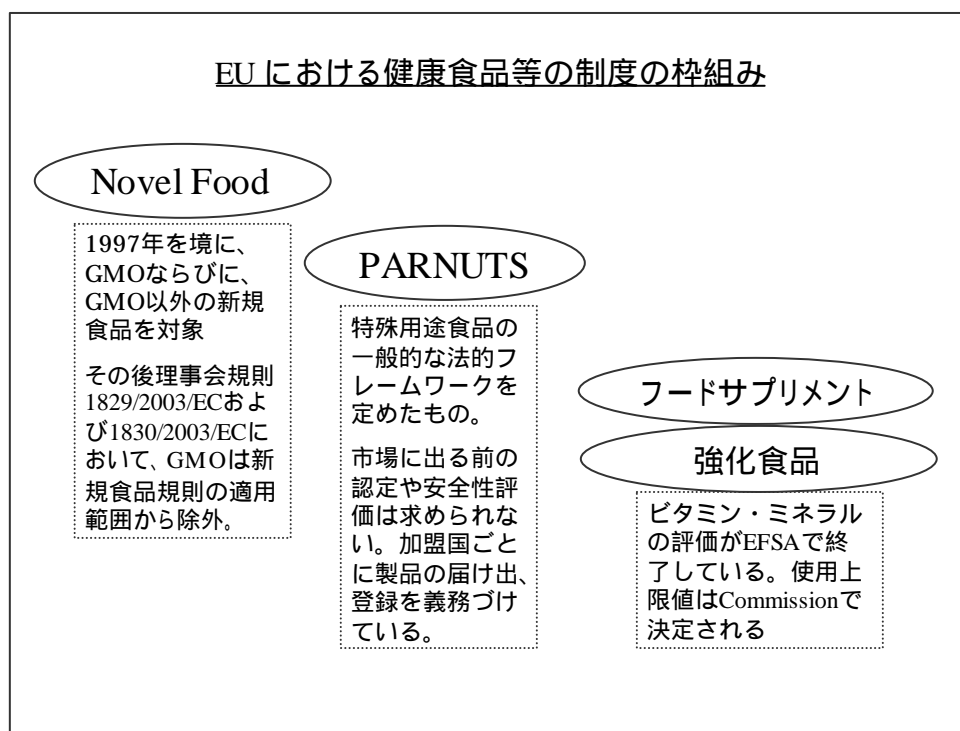 EU における健康食品等の制度の枠組み
Novel Food
1997年を境に、
GMOならびに、
GMO以外の新規
食品を対象
その後理事会規則
1829/2003/ECおよ
び1830/2003/ECに
おいて、GMOは新
規食品規則の適用
範囲から除外。
PARNUTS
特殊用途食品の
一般的な法的フ
レームワークを
定めたもの。
市場に出る前の
認定や安全性評
価は求められな
い。加盟国ごと
に製品の届け出、
登録を義務づけ
ている。
フードサプリメント
強化食品
ビタミン・ミネラル
の評価がEFSAで終
了している。使用上
限値はCommissionで
決定される